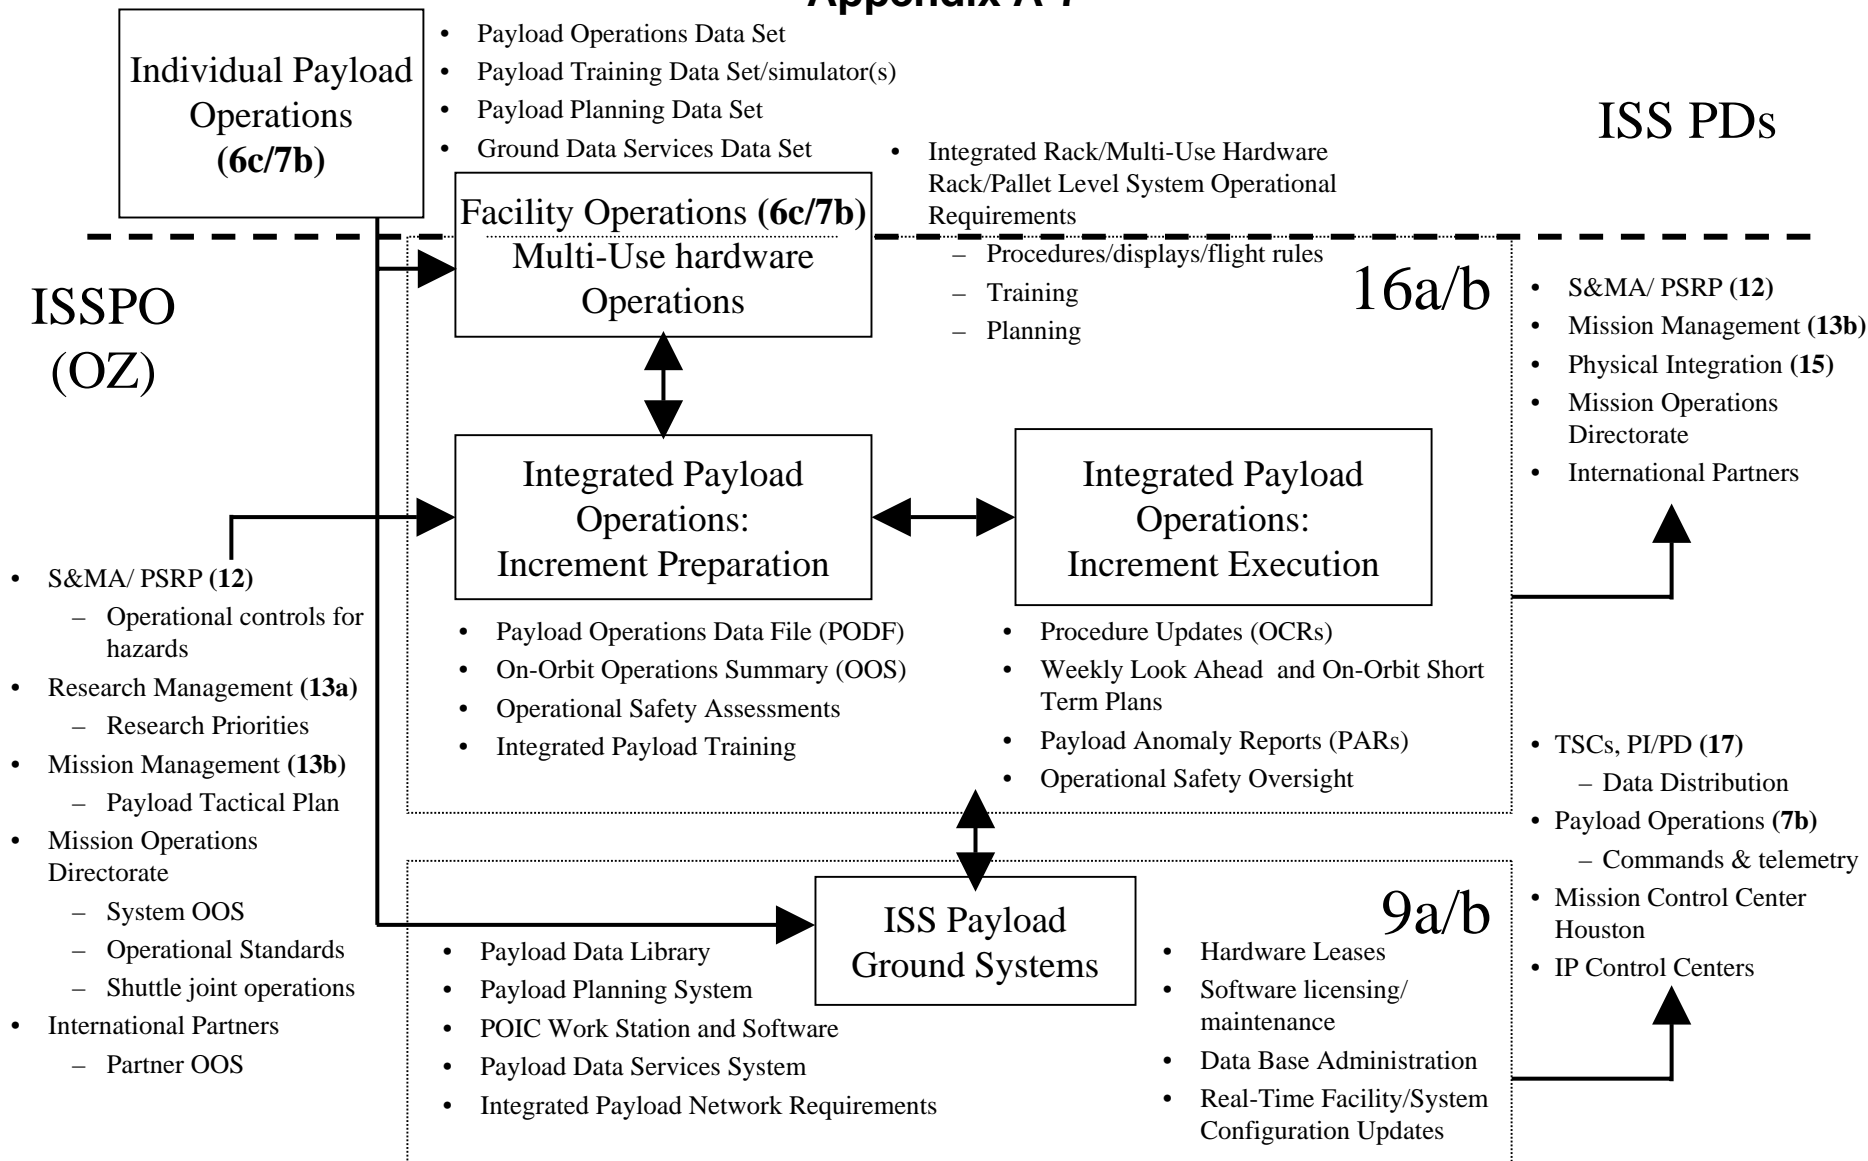 Appendix A-7
Individual Payload
Operations
(6c/7b)
• Payload Operations Data Set
• Payload Training Data Set/simulator(s)
• Payload Planning Data Set
• Ground Data Services Data Set
ISS PDs
• Integrated Rack/Multi-Use Hardware
Rack/Pallet Level System Operational
Requirements
– Procedures/displays/flight rules
– Training
– Planning
Facility Operations (6c/7b)
Multi-Use hardware
Operations
16a/b
ISSPO
(OZ)
• S&MA/ PSRP (12)
• Mission Management (13b)
• Physical Integration (15)
• Mission Operations
Directorate
• International Partners
Integrated Payload
Operations:
Increment Preparation
Integrated Payload
Operations:
Increment Execution
• S&MA/ PSRP (12)
– Operational controls for
hazards
• Research Management (13a)
– Research Priorities
• Mission Management (13b)
– Payload Tactical Plan
• Mission Operations
Directorate
– System OOS
– Operational Standards
– Shuttle joint operations
• International Partners
– Partner OOS
• Payload Operations Data File (PODF)
• On-Orbit Operations Summary (OOS)
• Operational Safety Assessments
• Integrated Payload Training
• Procedure Updates (OCRs)
• Weekly Look Ahead and On-Orbit Short
Term Plans
• Payload Anomaly Reports (PARs)
• Operational Safety Oversight
• TSCs, PI/PD (17)
– Data Distribution
• Payload Operations (7b)
– Commands & telemetry
• Mission Control Center
Houston
• IP Control Centers
ISS Payload
Ground Systems
9a/b
• Payload Data Library
• Payload Planning System
• POIC Work Station and Software
• Payload Data Services System
• Integrated Payload Network Requirements
• Hardware Leases
• Software licensing/
maintenance
• Data Base Administration
• Real-Time Facility/System
Configuration Updates